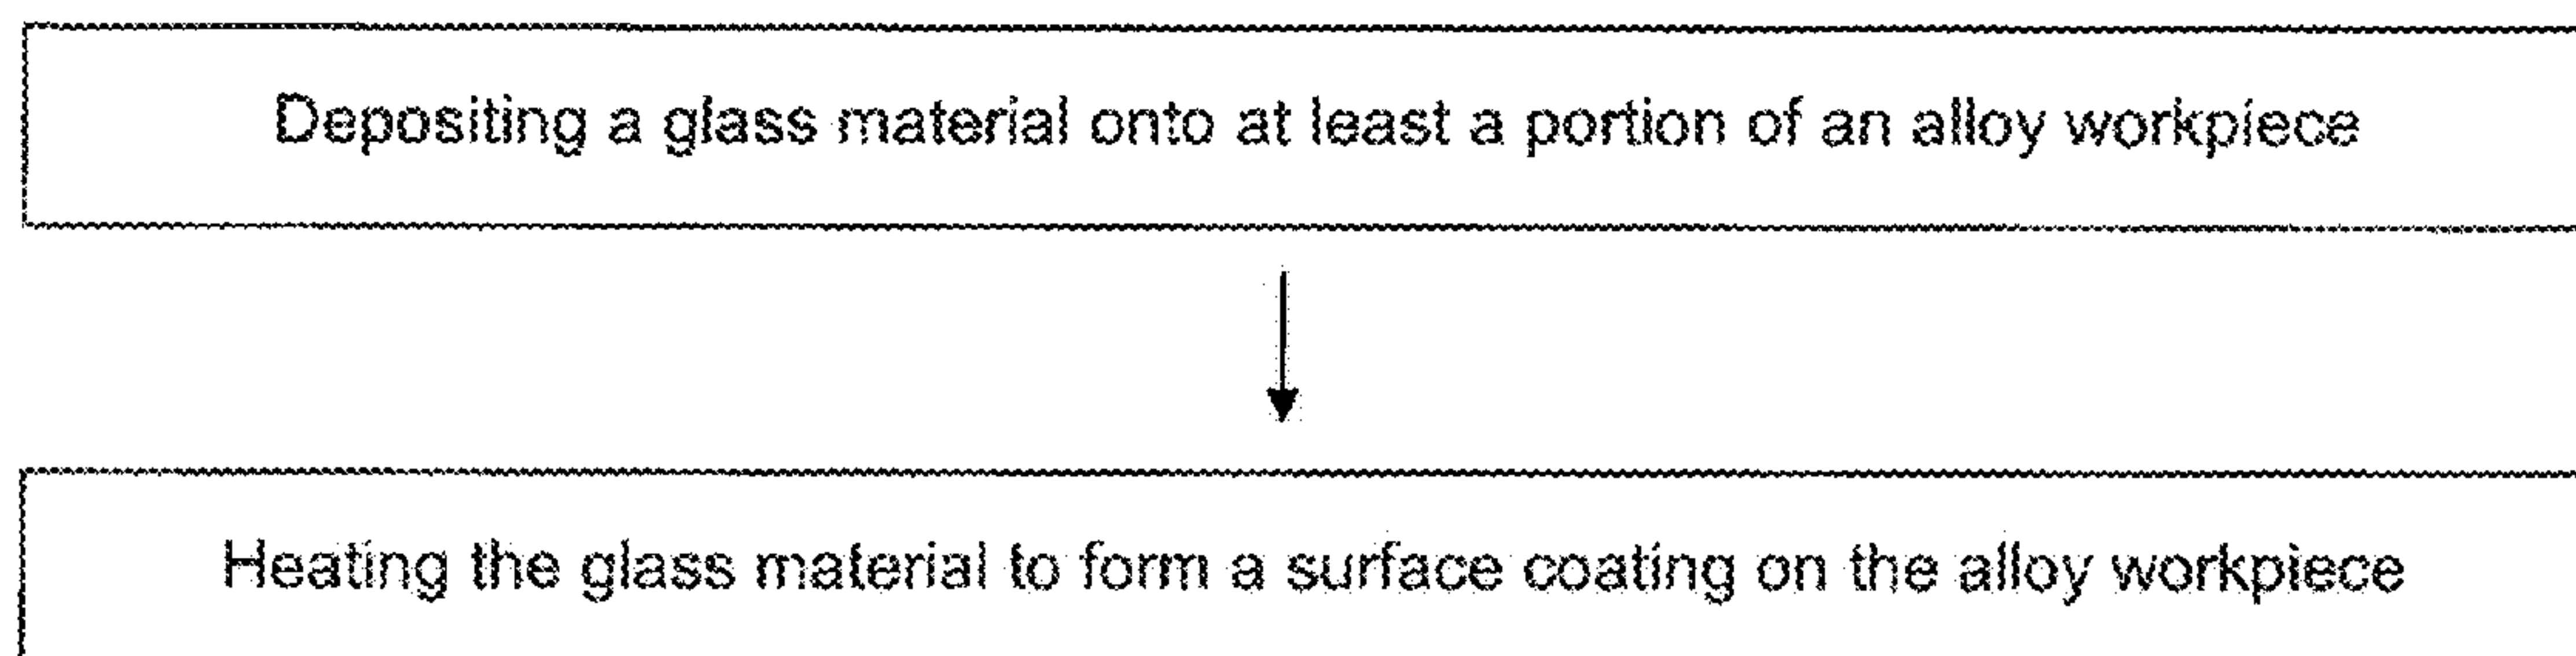 Depositing a glass material onto at least a portion of an alloy workpiece
Heating the glass material to form a surface coating on the alloy workpiece